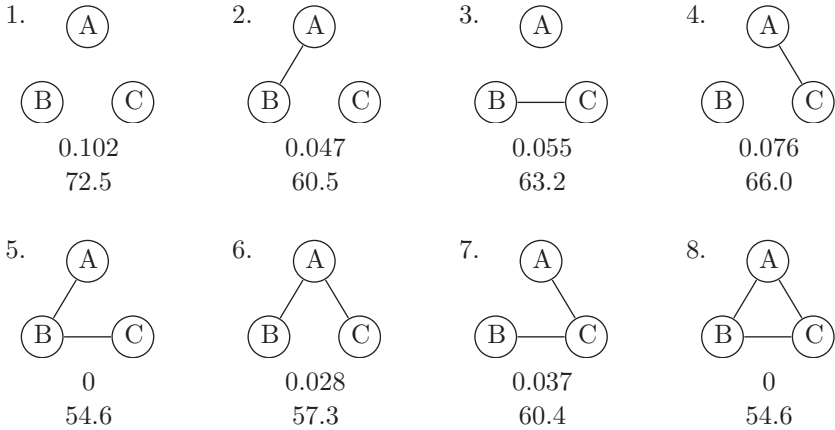 1. A 2. A 3. A 4. A
B C B C B C B C
0.102 0.047 0.055 0.076
72.5 60.5 63.2 66.0
5. A 6. A 7. A 8. A
B C B C B C B C
0 0.028 0.037 0
54.6 57.3 60.4 54.6